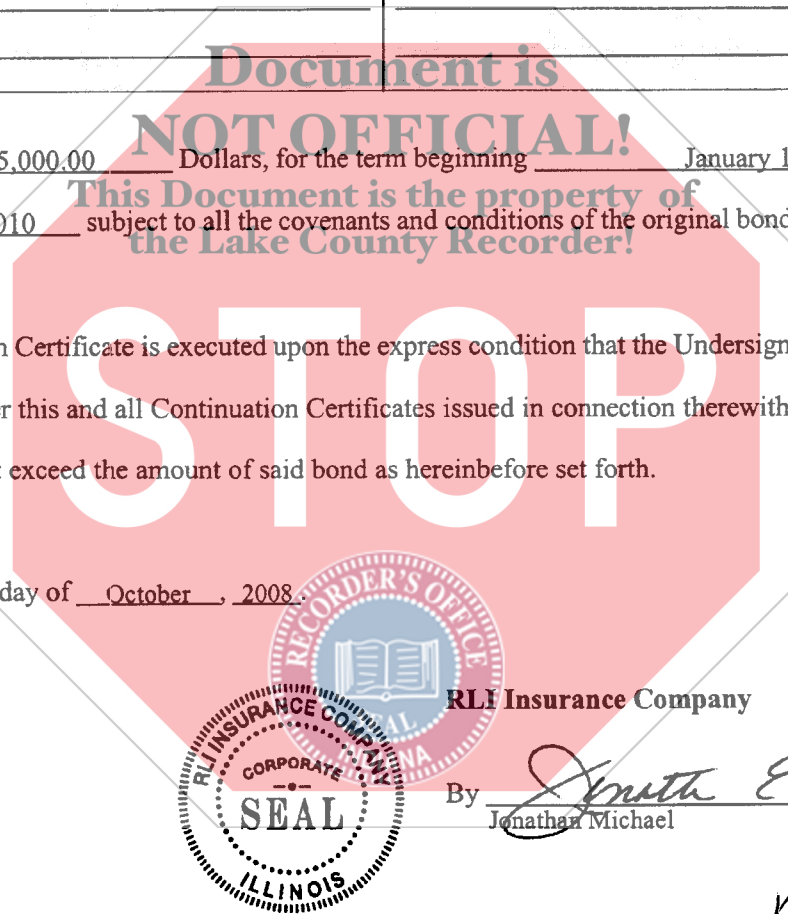 Document is
NOT OFFICIAL!
5,000.00 Dollars, for the term beginning January 1
This Document is the property of
010 subject to all the covenants and conditions of the original bond
the Lake County Recorder!
Certificate is executed upon the express condition that the Undersign
this and all Continuation Certificates issued in connection therewith
exceed the amount of said bond as hereinbefore set forth.
STOP
day of October , 2008 .
RECORDER'S OFFICE
SEAL
INDIANA
RLI Insurance Company
RLI INSURANCE COMPANY
CORPORATE
SEAL
ILLINOIS
By
Jonathan Michael